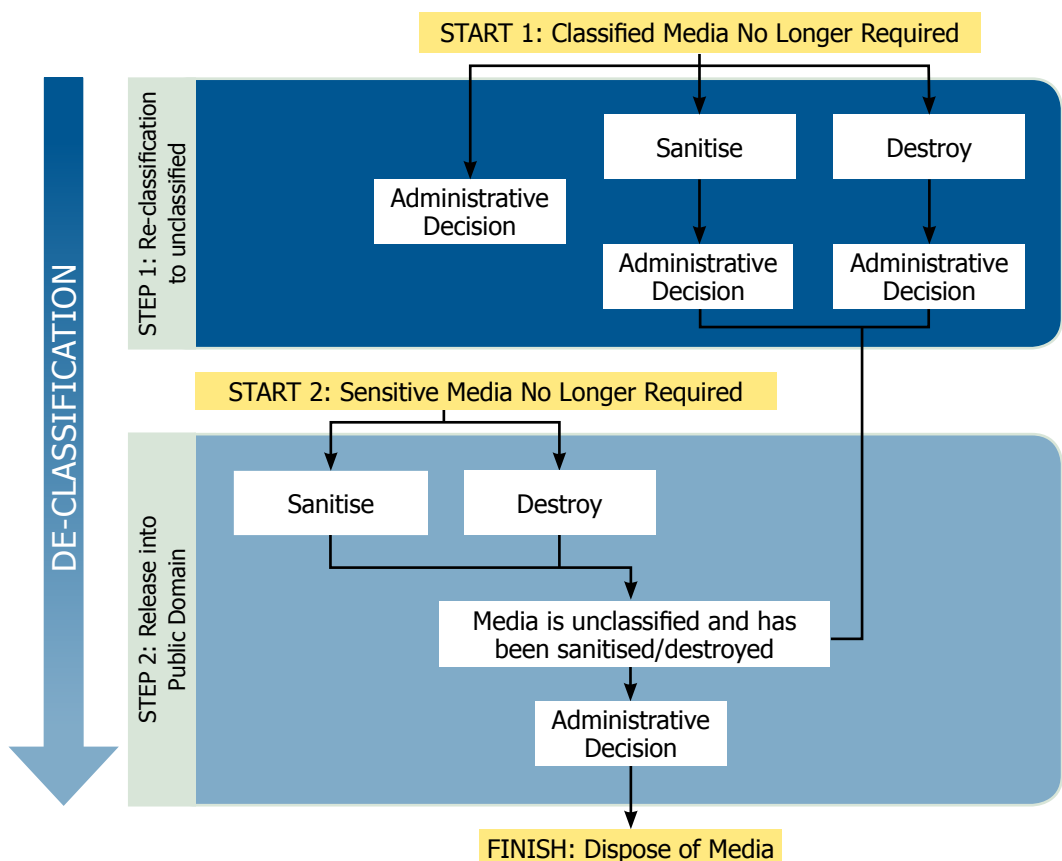 START 1: Classified Media No Longer Required
DE-CLASSIFICATION
STEP 1: Re-classification
to unclassified
Sanitise
Destroy
Administrative
Decision
Administrative
Decision
Administrative
Decision
START 2: Sensitive Media No Longer Required
STEP 2: Release into
Public Domain
Sanitise
Destroy
Media is unclassified and has
been sanitised/destroyed
Administrative
Decision
FINISH: Dispose of Media